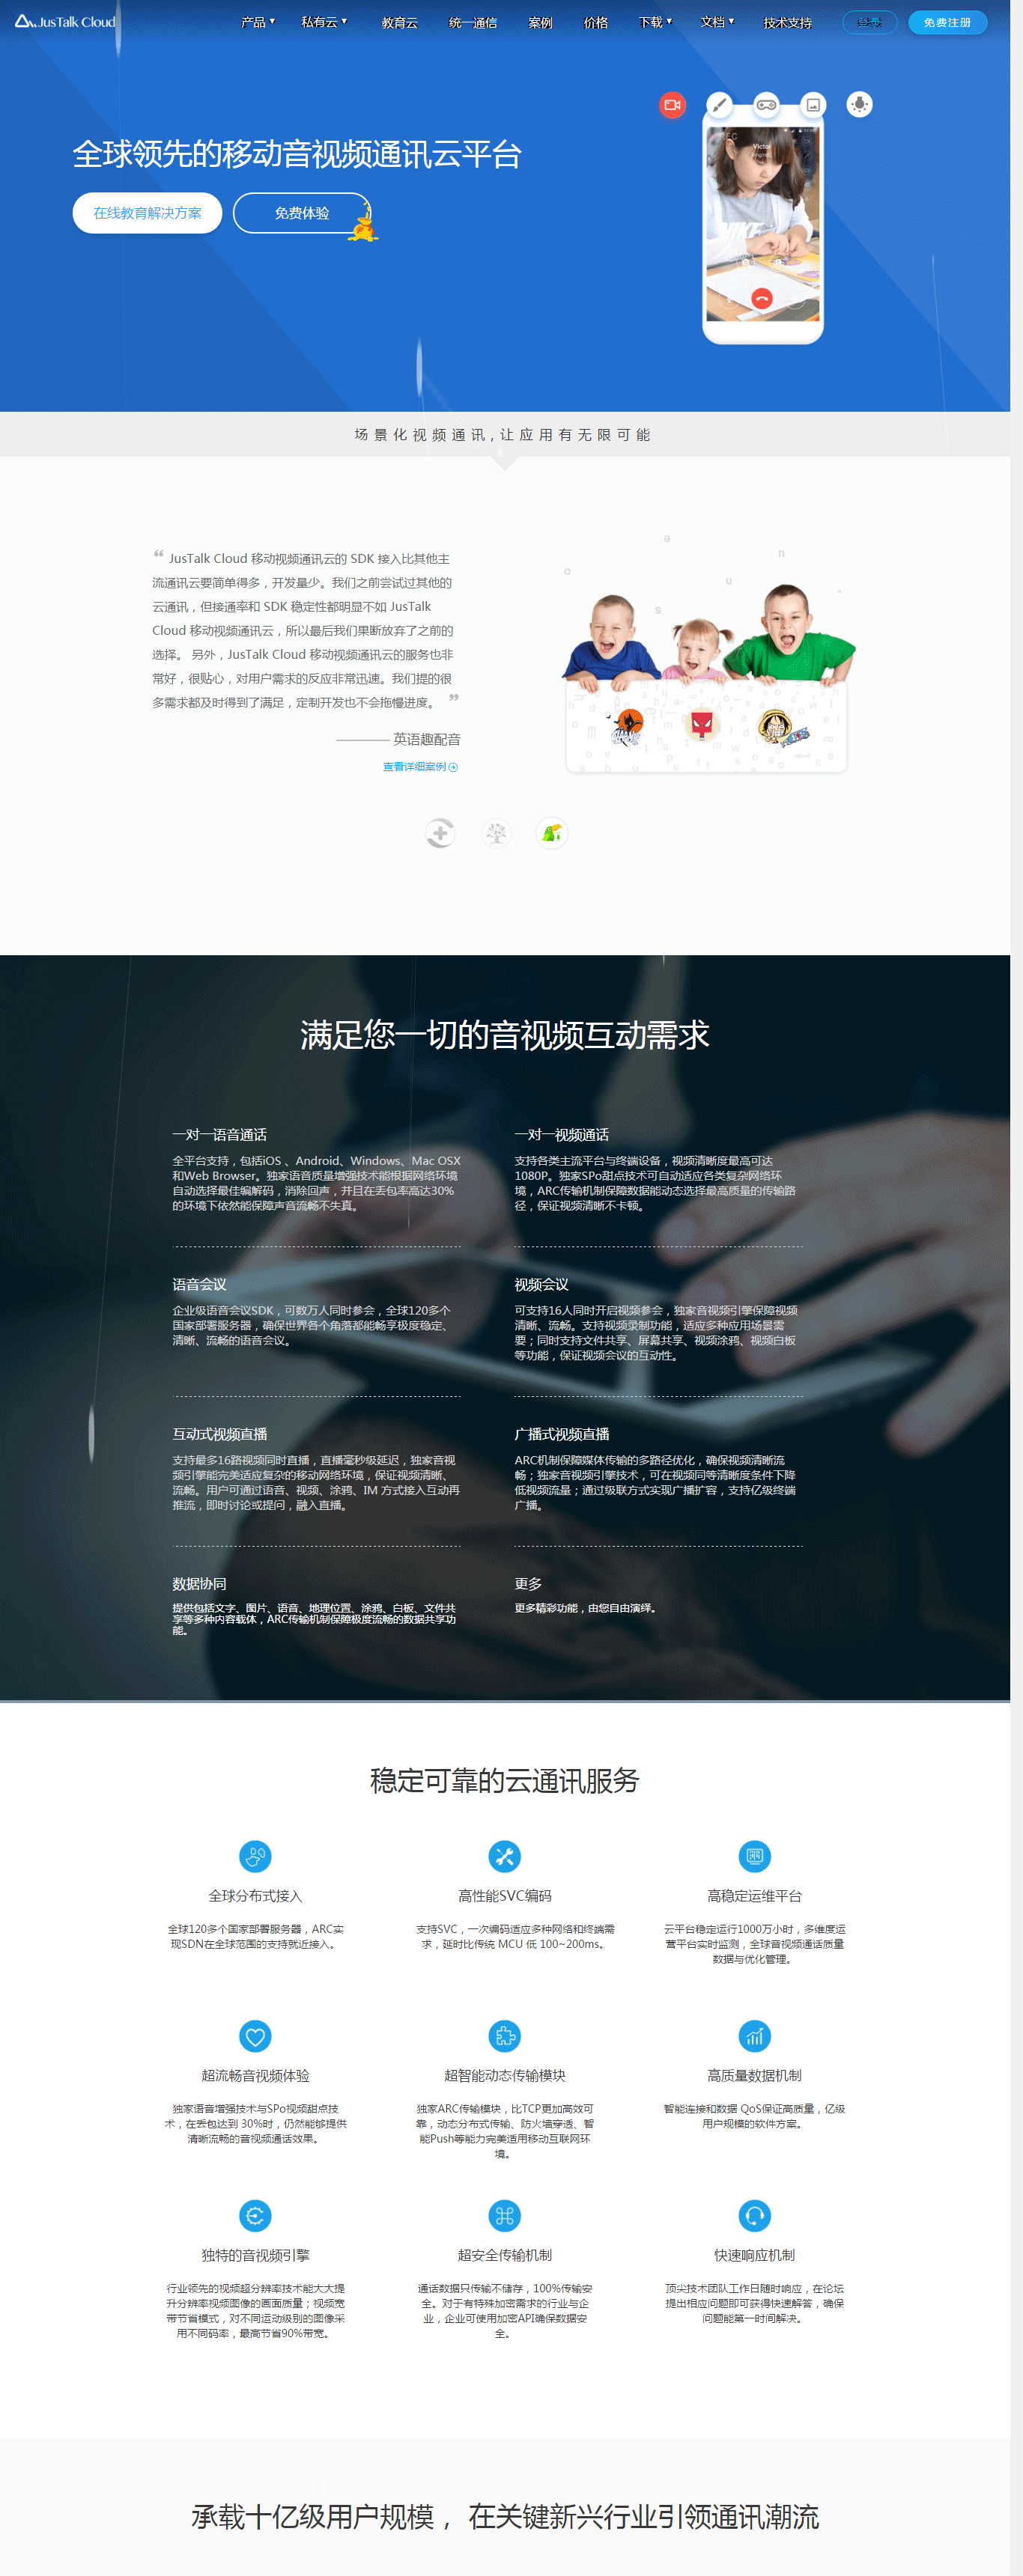 JusTalk Cloud
产品▼ 私有云▼ 教育云 统一通信 案例 价格 下载▼ 文档▼ 技术支持 登录 免费注册
全球领先的移动音视频通讯云平台
在线教育解决方案 免费体验
Victor
场景化视频通讯,让应用有无限可能
“ JusTalk Cloud 移动视频通讯云的 SDK 接入比其他主
流通讯云要简单得多，开发量少。我们之前尝试过其他的
云通讯，但接通率和 SDK 稳定性都明显不如 JusTalk
Cloud 移动视频通讯云，所以最后我们果断放弃了之前的
选择。 另外，JusTalk Cloud 移动视频通讯云的服务也非
常好，很贴心，对用户需求的反应非常迅速。我们提的很
多需求都及时得到了满足，定制开发也不会拖慢进度。 ”
———— 英语趣配音
查看详细案例
满足您一切的音视频互动需求
一对一语音通话
全平台支持，包括iOS 、Android、Windows、Mac OSX
和Web Browser。独家语音质量增强技术能根据网络环境
自动选择最佳编解码，消除回声，并且在丢包率高达30%
的环境下依然能保障声音流畅不失真。
一对一视频通话
支持各类主流平台与终端设备，视频清晰度最高可达
1080P。独家SPo甜点技术可自动适应各类复杂网络环
境，ARC传输机制保障数据能动态选择最高质量的传输路
径，保证视频清晰不卡顿。
语音会议
企业级语音会议SDK，可数万人同时参会，全球120多个
国家部署服务器，确保世界各个角落都能畅享极度稳定、
清晰、流畅的语音会议。
视频会议
可支持16人同时开启视频参会，独家音视频引擎保障视频
清晰、流畅。支持视频录制功能，适应多种应用场景需
要；同时支持文件共享、屏幕共享、视频涂鸦、视频白板
等功能，保证视频会议的互动性。
互动式视频直播
支持最多16路视频同时直播，直播毫秒级延迟，独家音视
频引擎能完美适应复杂的移动网络环境，保证视频清晰、
流畅。用户可通过语音、视频、涂鸦、IM 方式接入互动再
推流，即时讨论或提问，融入直播。
广播式视频直播
ARC机制保障媒体传输的多路径优化，确保视频清晰流
畅；独家音视频引擎技术，可在视频同等清晰度条件下降
低视频流量；通过级联方式实现广播扩容，支持亿级终端
广播。
数据协同
提供包括文字、图片、语音、地理位置、涂鸦、白板、文件共
享等多种内容载体，ARC传输机制保障极度流畅的数据共享功
能。
更多
更多精彩功能，由您自由演绎。
稳定可靠的云通讯服务
全球分布式接入
全球120多个国家部署服务器，ARC实
现SDN在全球范围的支持就近接入。
高性能SVC编码
支持SVC，一次编码适应多种网络和终端需
求，延时比传统 MCU 低 100~200ms。
高稳定运维平台
云平台稳定运行1000万小时，多维度运
营平台实时监测，全球音视频通话质量
数据与优化管理。
超流畅音视频体验
独家语音增强技术与SPo视频甜点技
术，在丢包达到 30%时，仍然能够提供
清晰流畅的音视频通话效果。
超智能动态传输模块
独家ARC传输模块，比TCP更加高效可
靠，动态分布式传输、防火墙穿透、智
能Push等能力完美适用移动互联网环
境。
高质量数据机制
智能连接和数据 QoS保证高质量，亿级
用户规模的软件方案。
独特的音视频引擎
行业领先的视频超分辨率技术能大大提
升分辨率视频图像的画面质量；视频宽
带节省模式，对不同运动级别的图像采
用不同码率，最高节省90%带宽。
超安全传输机制
通话数据只传输不储存，100%传输安
全。对于有特殊加密需求的行业与企
业，企业可使用加密API确保数据安
全。
快速响应机制
顶尖技术团队工作日随时响应，在论坛
提出相应问题即可获得快速解答，确保
问题能第一时间解决。
承载十亿级用户规模，在关键新兴行业引领通讯潮流